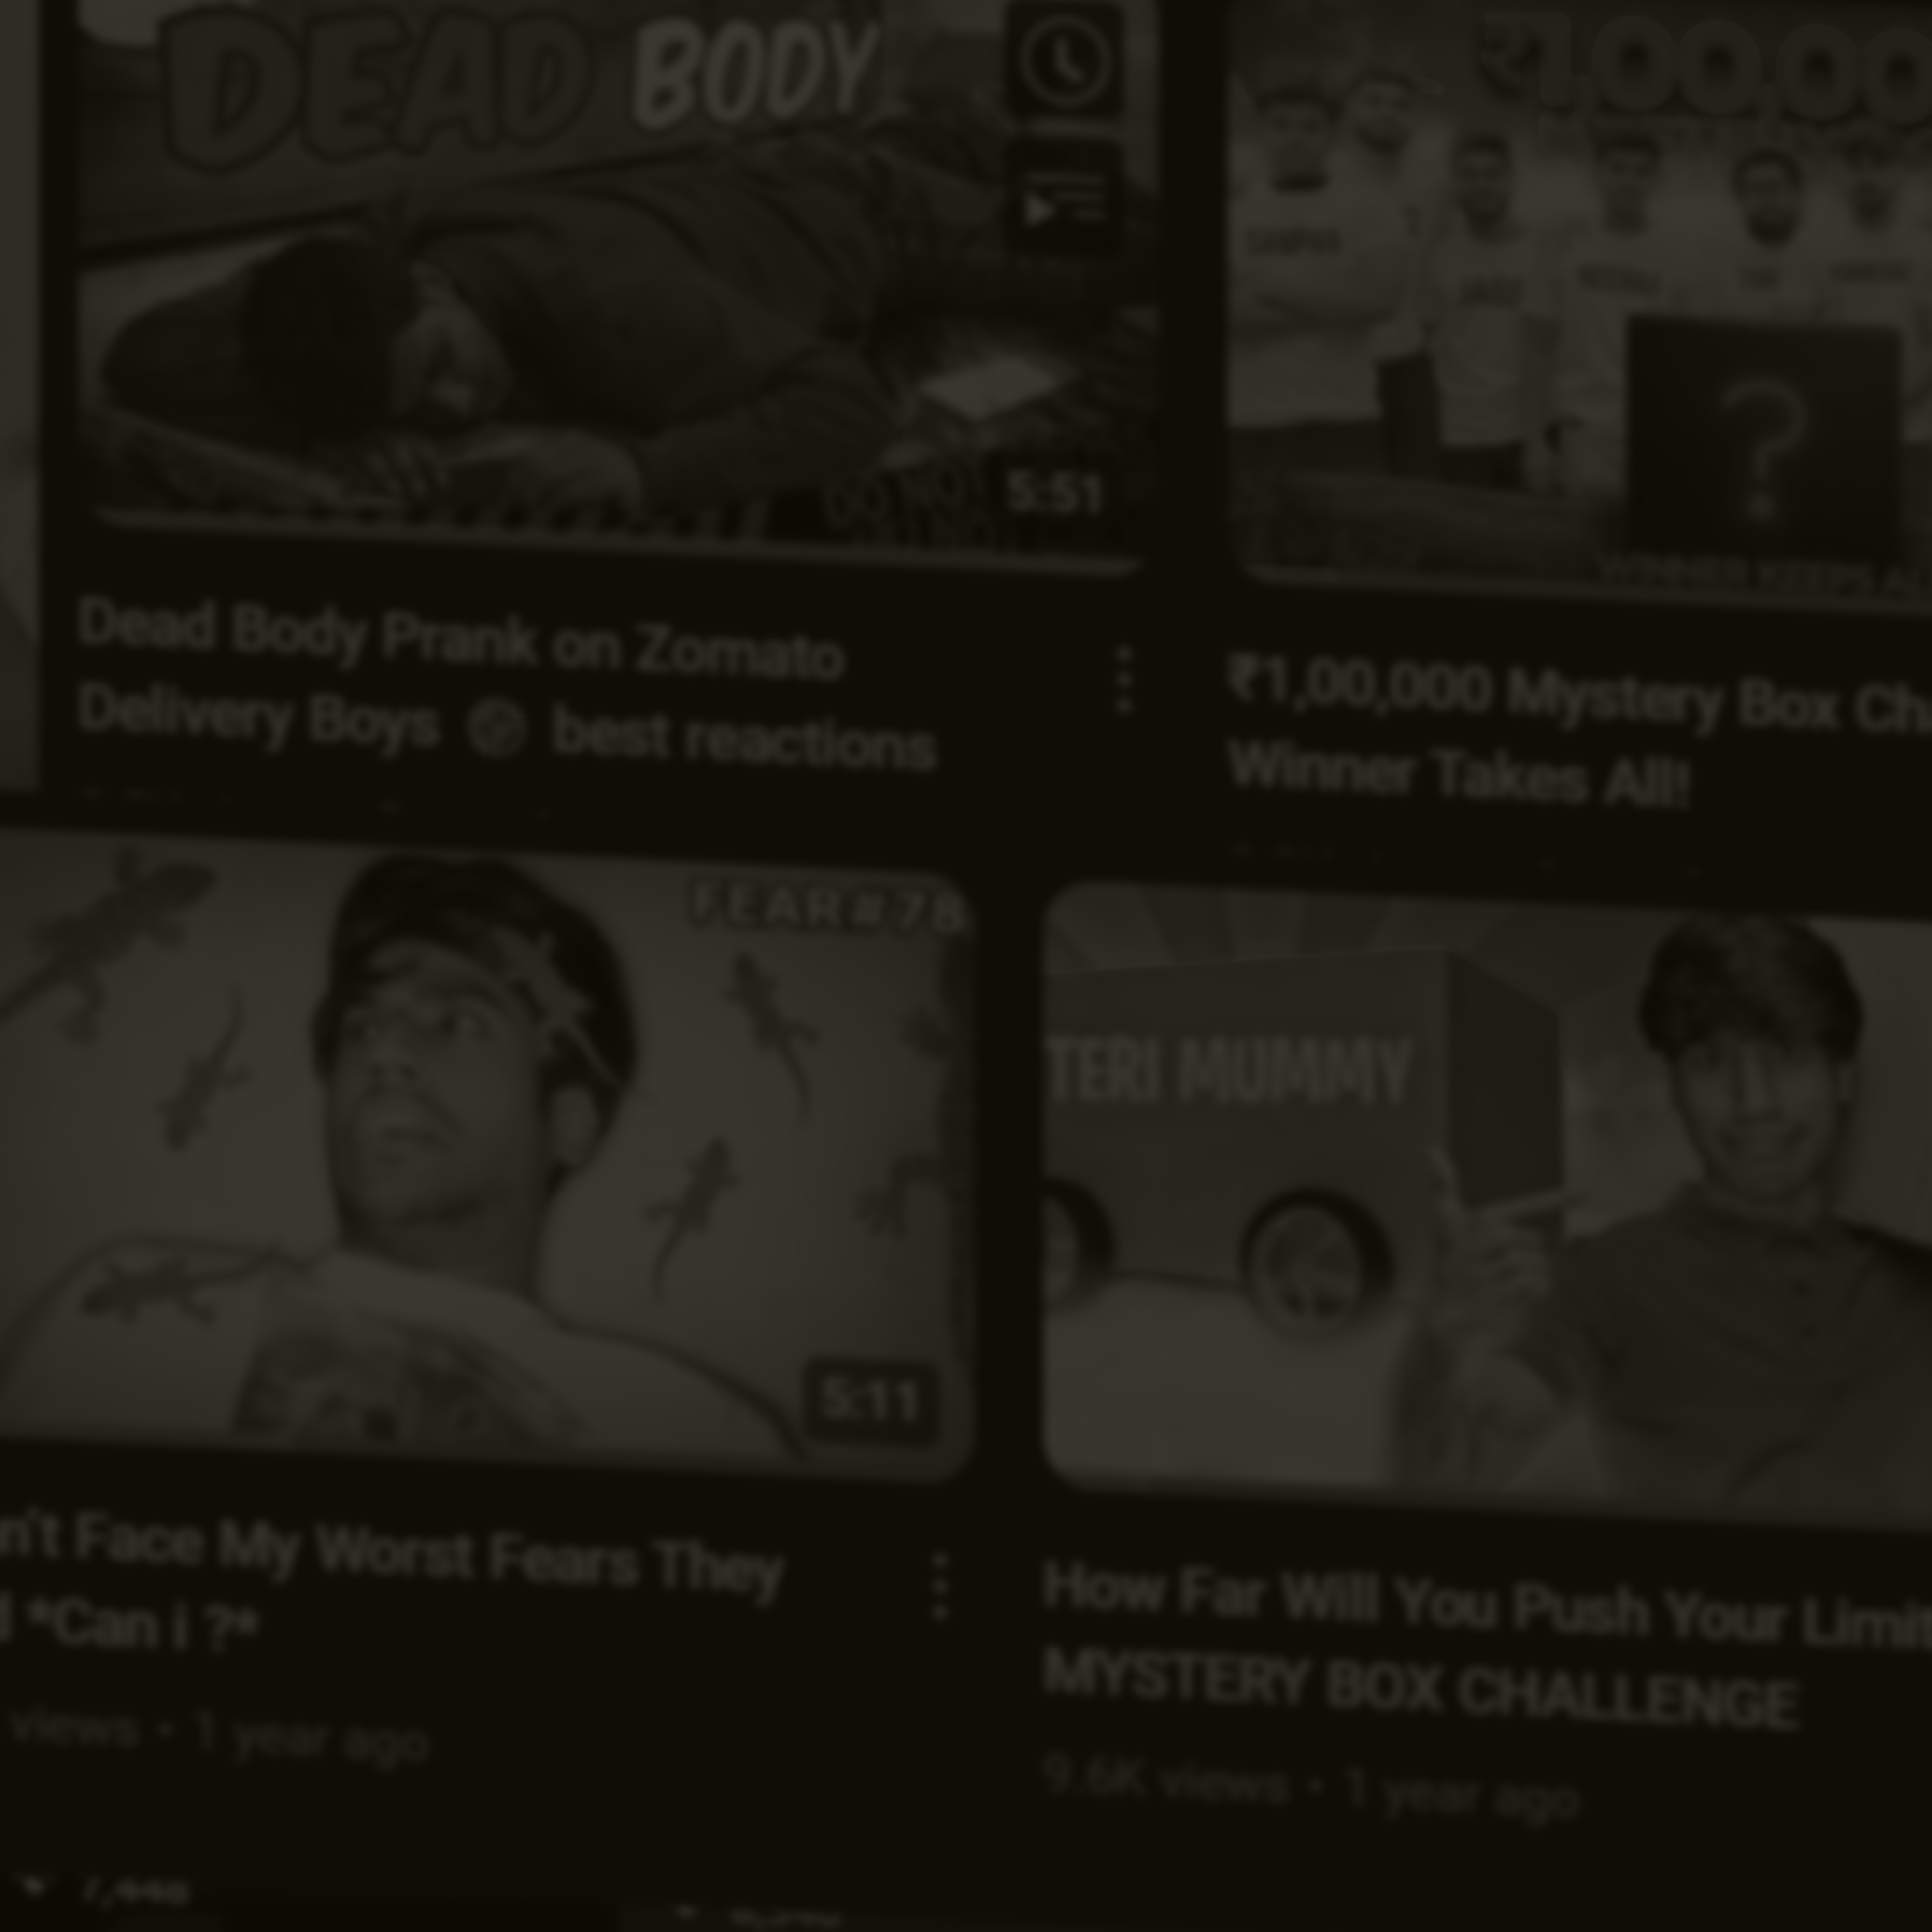 DEAD BODY
5:51
Dead Body Prank on Zomato
Delivery Boys best reactions
₹1,00,00
?
WINNER KEEPS AL
₹1,00,000 Mystery Box Ch
Winner Takes All!
FEAR#78
5:11
n't Face My Worst Fears They
d *Can i ?*
views • 1 year ago
TERI MUMMY
How Far Will You Push Your Limit
MYSTERY BOX CHALLENGE
9.6K views • 1 year ago